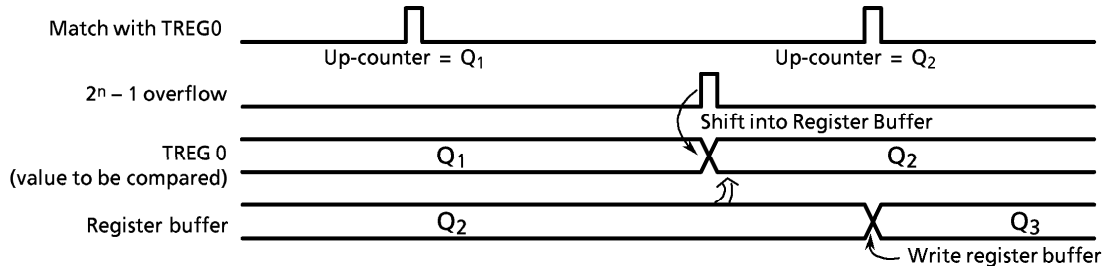 Match with TREG0
Up-counter = Q₁
Up-counter = Q₂
2ⁿ – 1 overflow
Shift into Register Buffer
TREG 0
(value to be compared)
Q₁
Q₂
Register buffer
Q₂
Q₃
Write register buffer